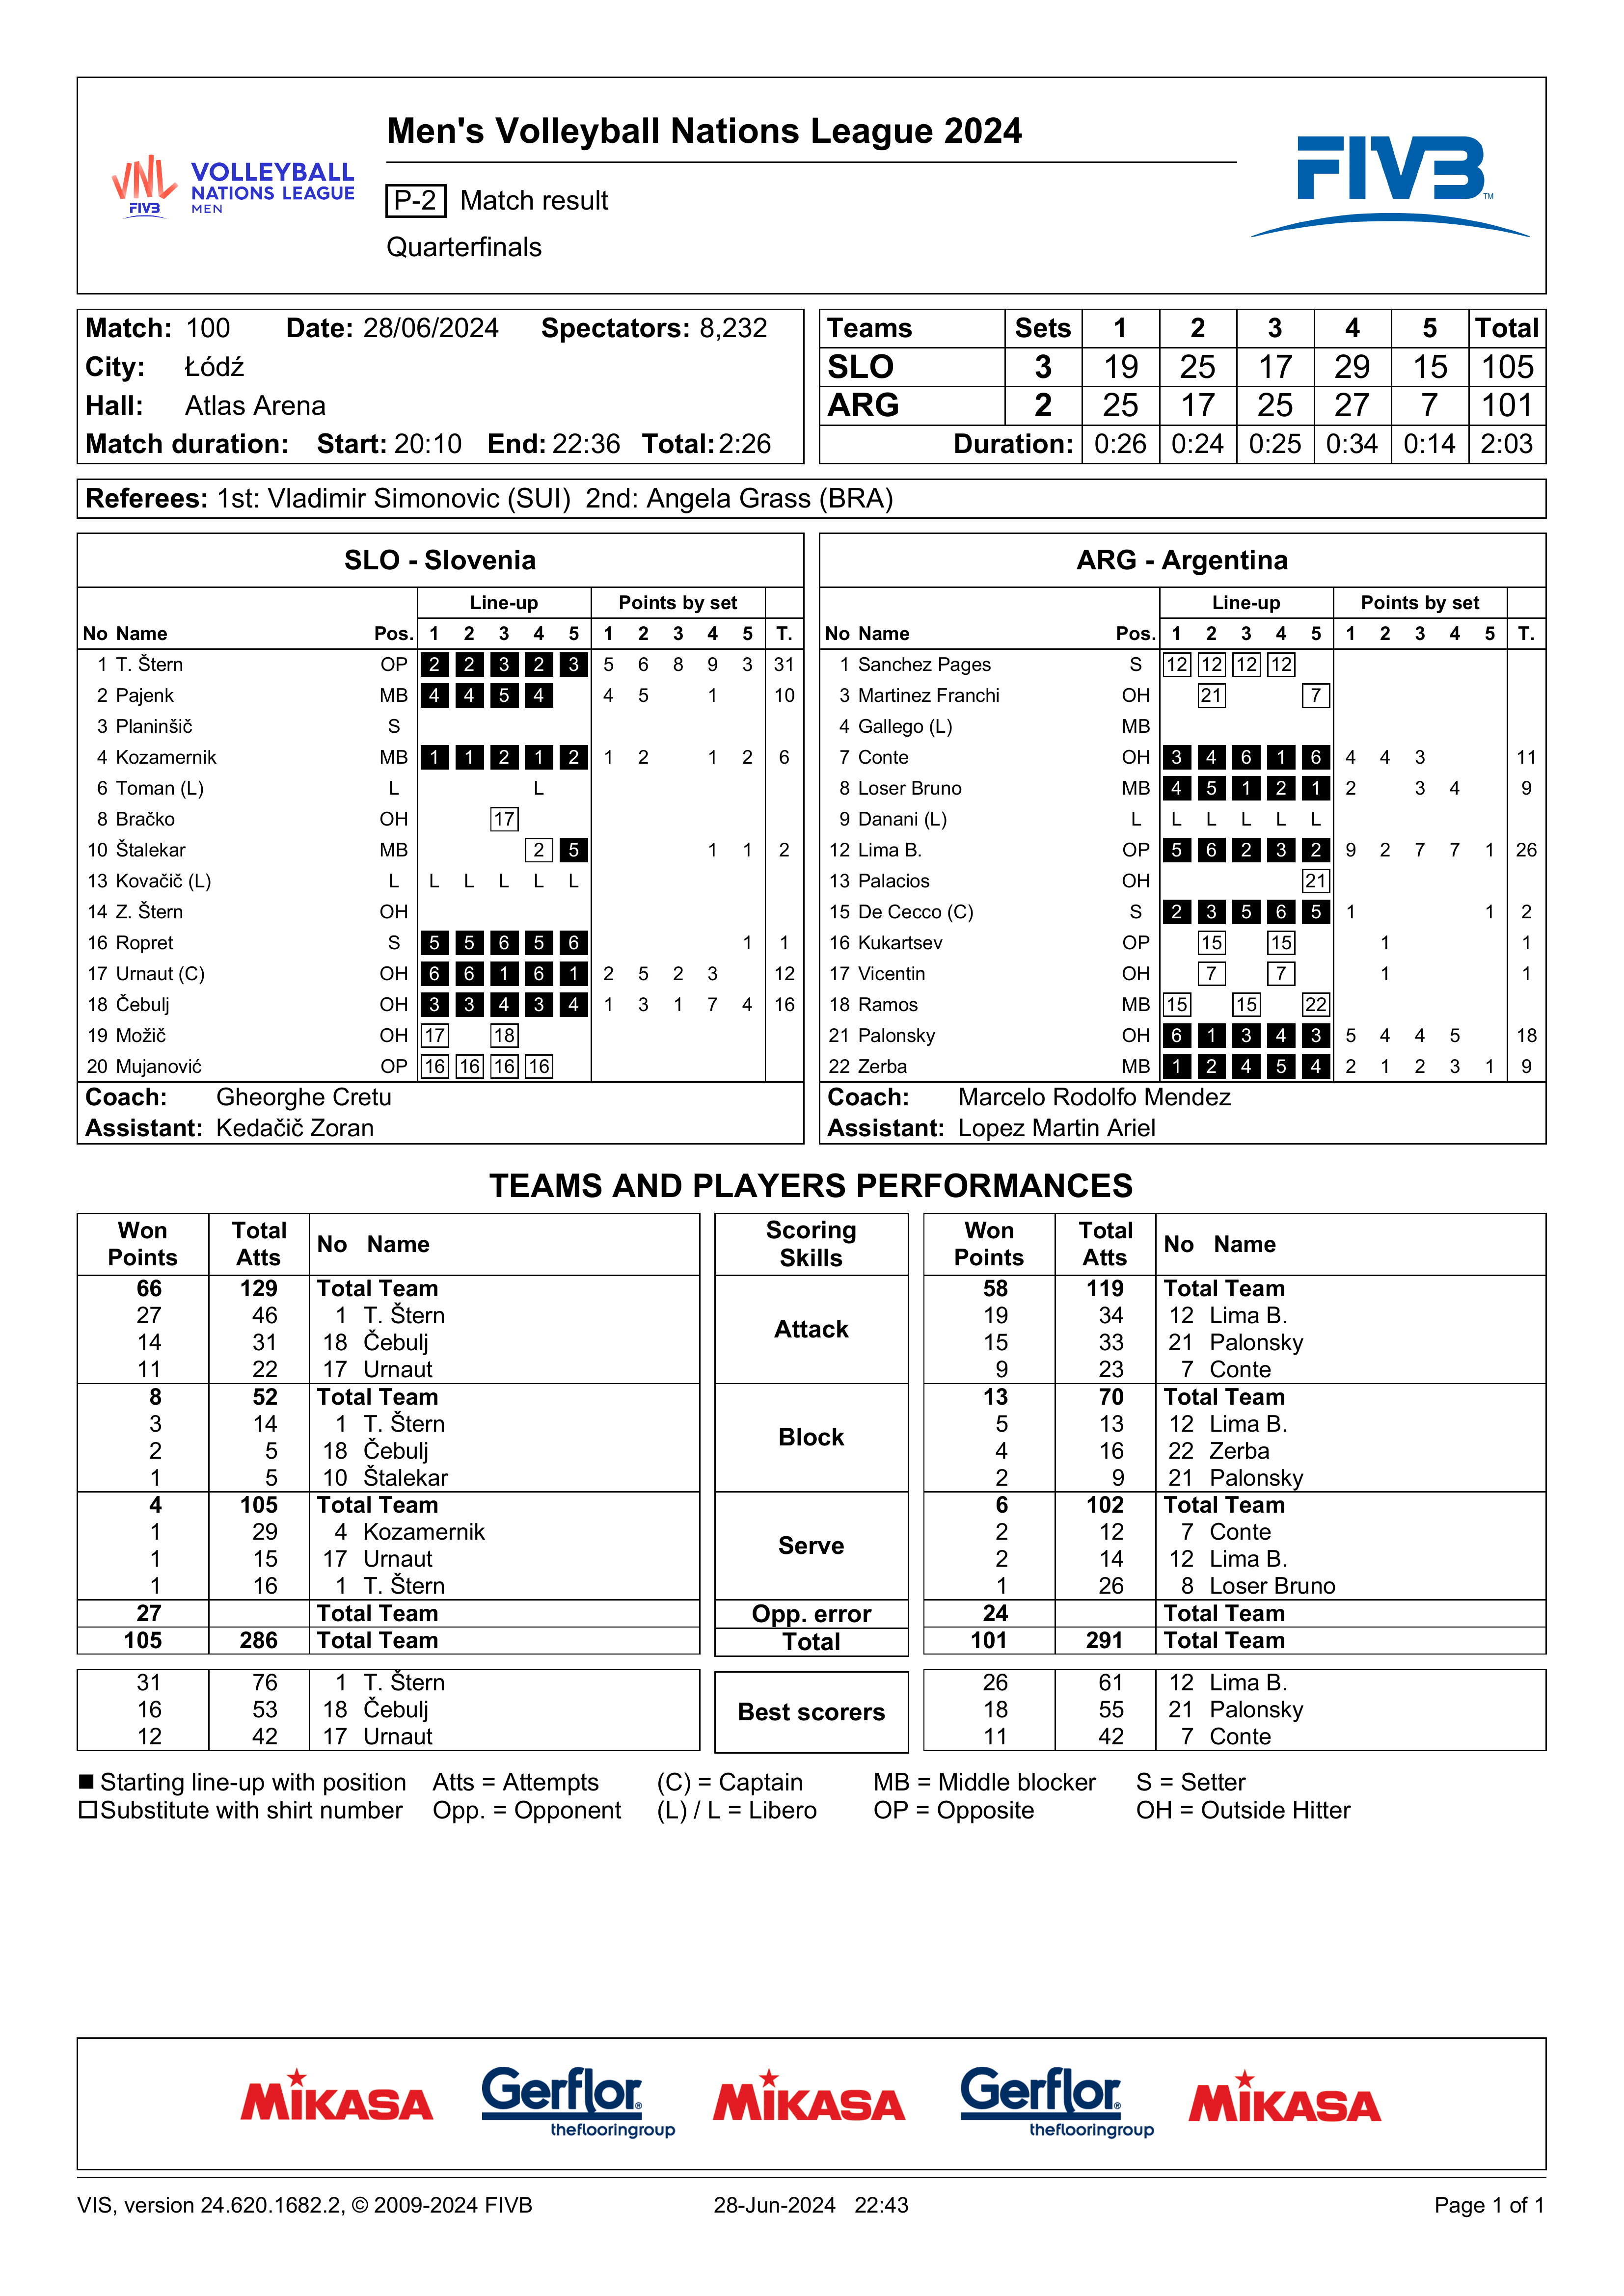 Men's Volleyball Nations League 2024
VNL FIVB VOLLEYBALL NATIONS LEAGUE MEN
P-2 Match result
FIVB TM
Quarterfinals
Match: 100 Date: 28/06/2024 Spectators: 8,232
City: Łódź
Hall: Atlas Arena
Match duration: Start: 20:10 End: 22:36 Total: 2:26
Teams Sets 1 2 3 4 5 Total
SLO 3 19 25 17 29 15 105
ARG 2 25 17 25 27 7 101
Duration: 0:26 0:24 0:25 0:34 0:14 2:03
Referees: 1st: Vladimir Simonovic (SUI) 2nd: Angela Grass (BRA)
SLO - Slovenia
Line-up Points by set
No Name Pos. 1 2 3 4 5 1 2 3 4 5 T.
1 T. Štern OP 2 2 3 2 3 5 6 8 9 3 31
2 Pajenk MB 4 4 5 4 4 5 1 10
3 Planinšič S
4 Kozamernik MB 1 1 2 1 2 1 2 1 2 6
6 Toman (L) L L
8 Bračko OH 17
10 Štalekar MB 2 5 1 1 2
13 Kovačič (L) L L L L L L
14 Z. Štern OH
16 Ropret S 5 5 6 5 6 1 1
17 Urnaut (C) OH 6 6 1 6 1 2 5 2 3 12
18 Čebulj OH 3 3 4 3 4 1 3 1 7 4 16
19 Možič OH 17 18
20 Mujanović OP 16 16 16 16
Coach: Gheorghe Cretu
Assistant: Kedačič Zoran
ARG - Argentina
Line-up Points by set
No Name Pos. 1 2 3 4 5 1 2 3 4 5 T.
1 Sanchez Pages S 12 12 12 12
3 Martinez Franchi OH 21 7
4 Gallego (L) MB
7 Conte OH 3 4 6 1 6 4 4 3 11
8 Loser Bruno MB 4 5 1 2 1 2 3 4 9
9 Danani (L) L L L L L L
12 Lima B. OP 5 6 2 3 2 9 2 7 7 1 26
13 Palacios OH 21
15 De Cecco (C) S 2 3 5 6 5 1 1 2
16 Kukartsev OP 15 15 1 1
17 Vicentin OH 7 7 1 1
18 Ramos MB 15 15 22
21 Palonsky OH 6 1 3 4 3 5 4 4 5 18
22 Zerba MB 1 2 4 5 4 2 1 2 3 1 9
Coach: Marcelo Rodolfo Mendez
Assistant: Lopez Martin Ariel
TEAMS AND PLAYERS PERFORMANCES
Won Points Total Atts No Name Scoring Skills Won Points Total Atts No Name
66 129 Total Team Attack 58 119 Total Team
27 46 1 T. Štern 19 34 12 Lima B.
14 31 18 Čebulj 15 33 21 Palonsky
11 22 17 Urnaut 9 23 7 Conte
8 52 Total Team Block 13 70 Total Team
3 14 1 T. Štern 5 13 12 Lima B.
2 5 18 Čebulj 4 16 22 Zerba
1 5 10 Štalekar 2 9 21 Palonsky
4 105 Total Team Serve 6 102 Total Team
1 29 4 Kozamernik 2 12 7 Conte
1 15 17 Urnaut 2 14 12 Lima B.
1 16 1 T. Štern 1 26 8 Loser Bruno
27 Total Team Opp. error 24 Total Team
105 286 Total Team Total 101 291 Total Team
31 76 1 T. Štern Best scorers 26 61 12 Lima B.
16 53 18 Čebulj 18 55 21 Palonsky
12 42 17 Urnaut 11 42 7 Conte
Starting line-up with position Atts = Attempts (C) = Captain MB = Middle blocker S = Setter
Substitute with shirt number Opp. = Opponent (L) / L = Libero OP = Opposite OH = Outside Hitter
MIKASA Gerflor® theflooringgroup MIKASA Gerflor® theflooringgroup MIKASA
VIS, version 24.620.1682.2, © 2009-2024 FIVB 28-Jun-2024 22:43 Page 1 of 1